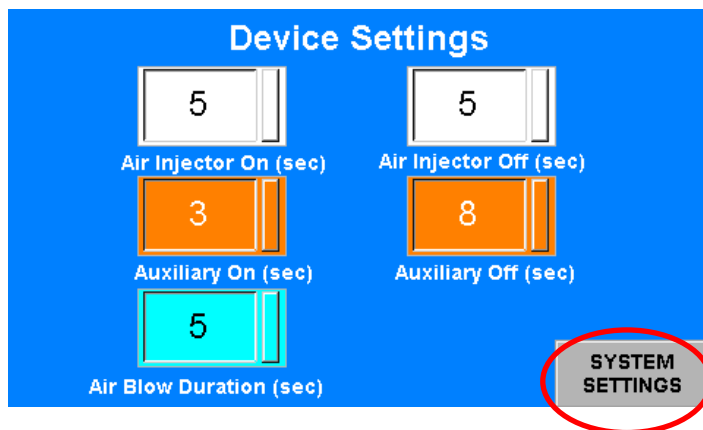 Device Settings
5 5
Air Injector On (sec) Air Injector Off (sec)
3 8
Auxiliary On (sec) Auxiliary Off (sec)
5
Air Blow Duration (sec)
SYSTEM
SETTINGS